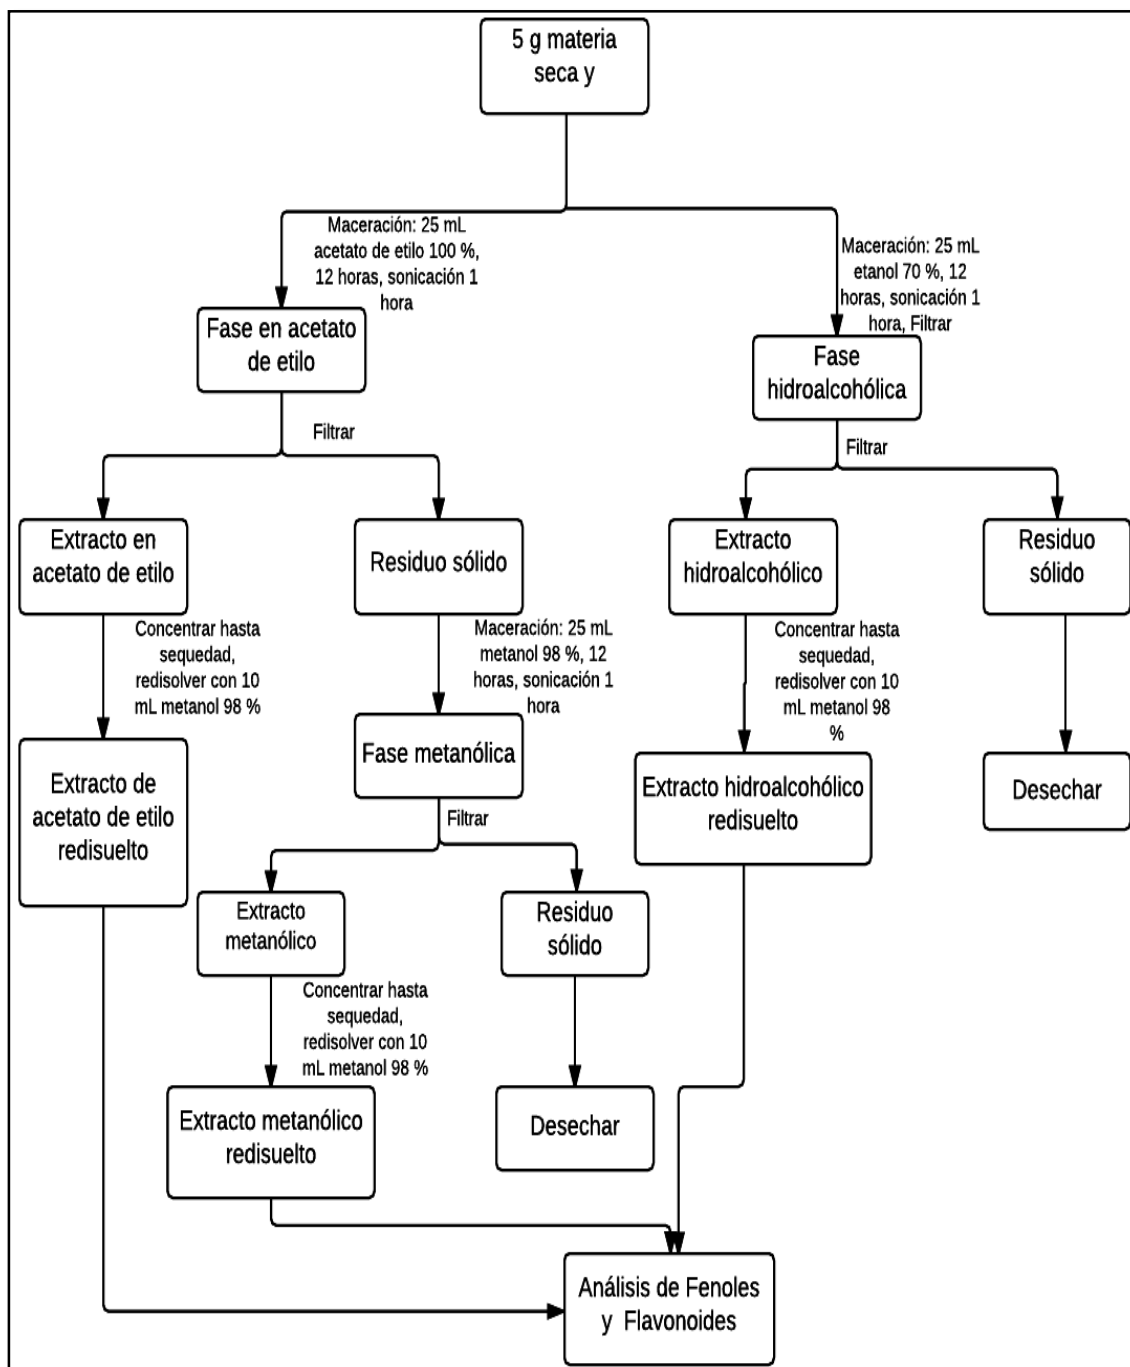 5 g materia
seca y
Maceración: 25 mL
acetato de etilo 100 %,
12 horas, sonicación 1
hora
Maceración: 25 mL
etanol 70 %, 12
horas, sonicación 1
hora, Filtrar
Fase en acetato
de etilo
Fase
hidroalcohólica
Filtrar
Filtrar
Extracto en
acetato de etilo
Residuo sólido
Extracto
hidroalcohólico
Residuo
sólido
Concentrar hasta
sequedad,
redisolver con 10
mL metanol 98 %
Maceración: 25 mL
metanol 98 %, 12
horas, sonicación 1
hora
Concentrar hasta
sequedad,
redisolver con 10
mL metanol 98
%
Extracto de
acetato de etilo
redisuelto
Fase metanólica
Extracto hidroalcohólico
redisuelto
Desechar
Filtrar
Extracto
metanólico
Residuo
sólido
Concentrar hasta
sequedad,
redisolver con 10
mL metanol 98 %
Extracto metanólico
redisuelto
Desechar
Análisis de Fenoles
y Flavonoides